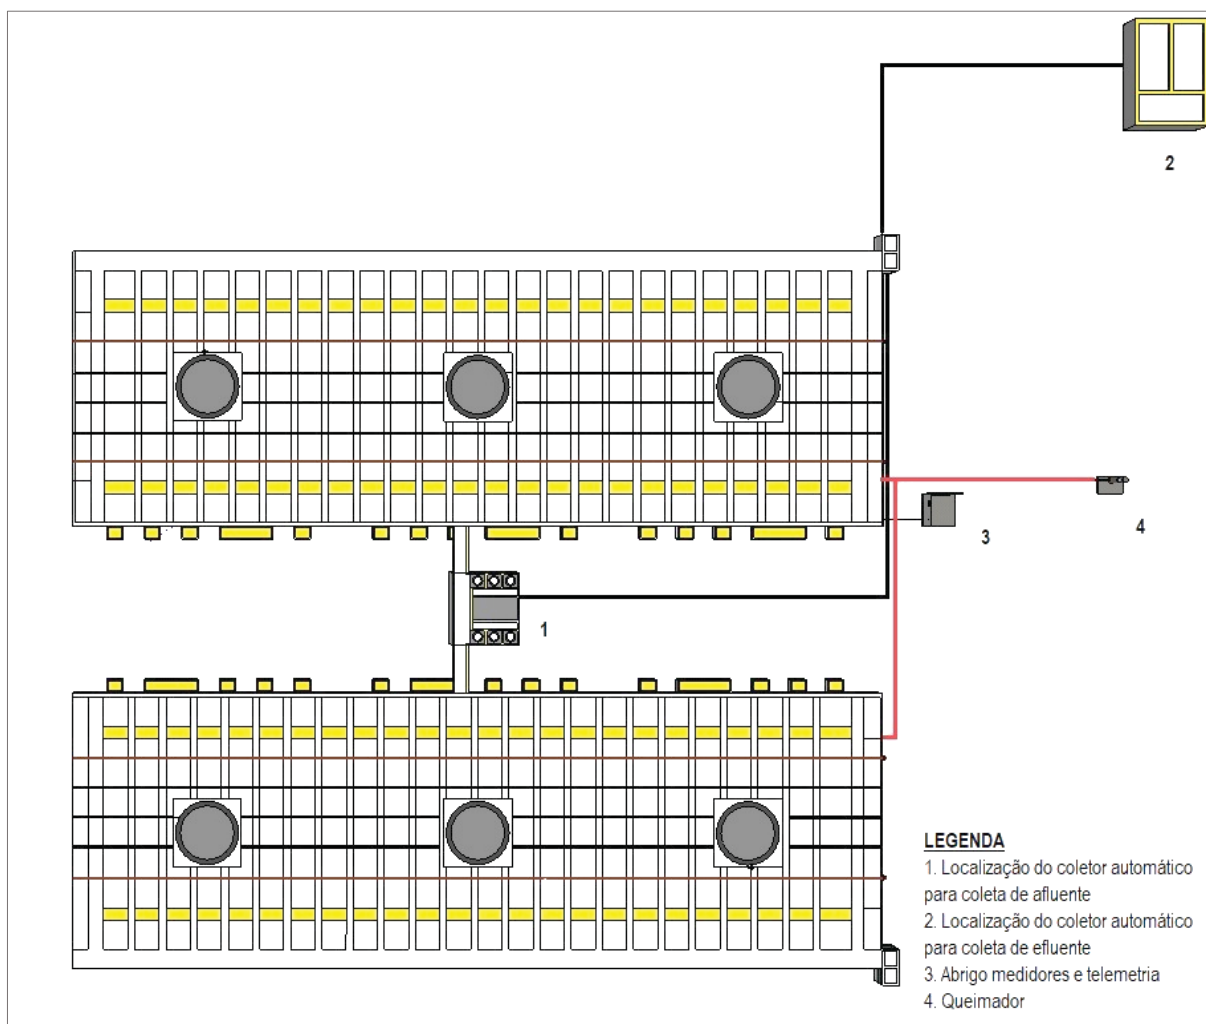 2
3
4
1
LEGENDA
1. Localização do coletor automático
para coleta de afluente
2. Localização do coletor automático
para coleta de efluente
3. Abrigo medidores e telemetria
4. Queimador